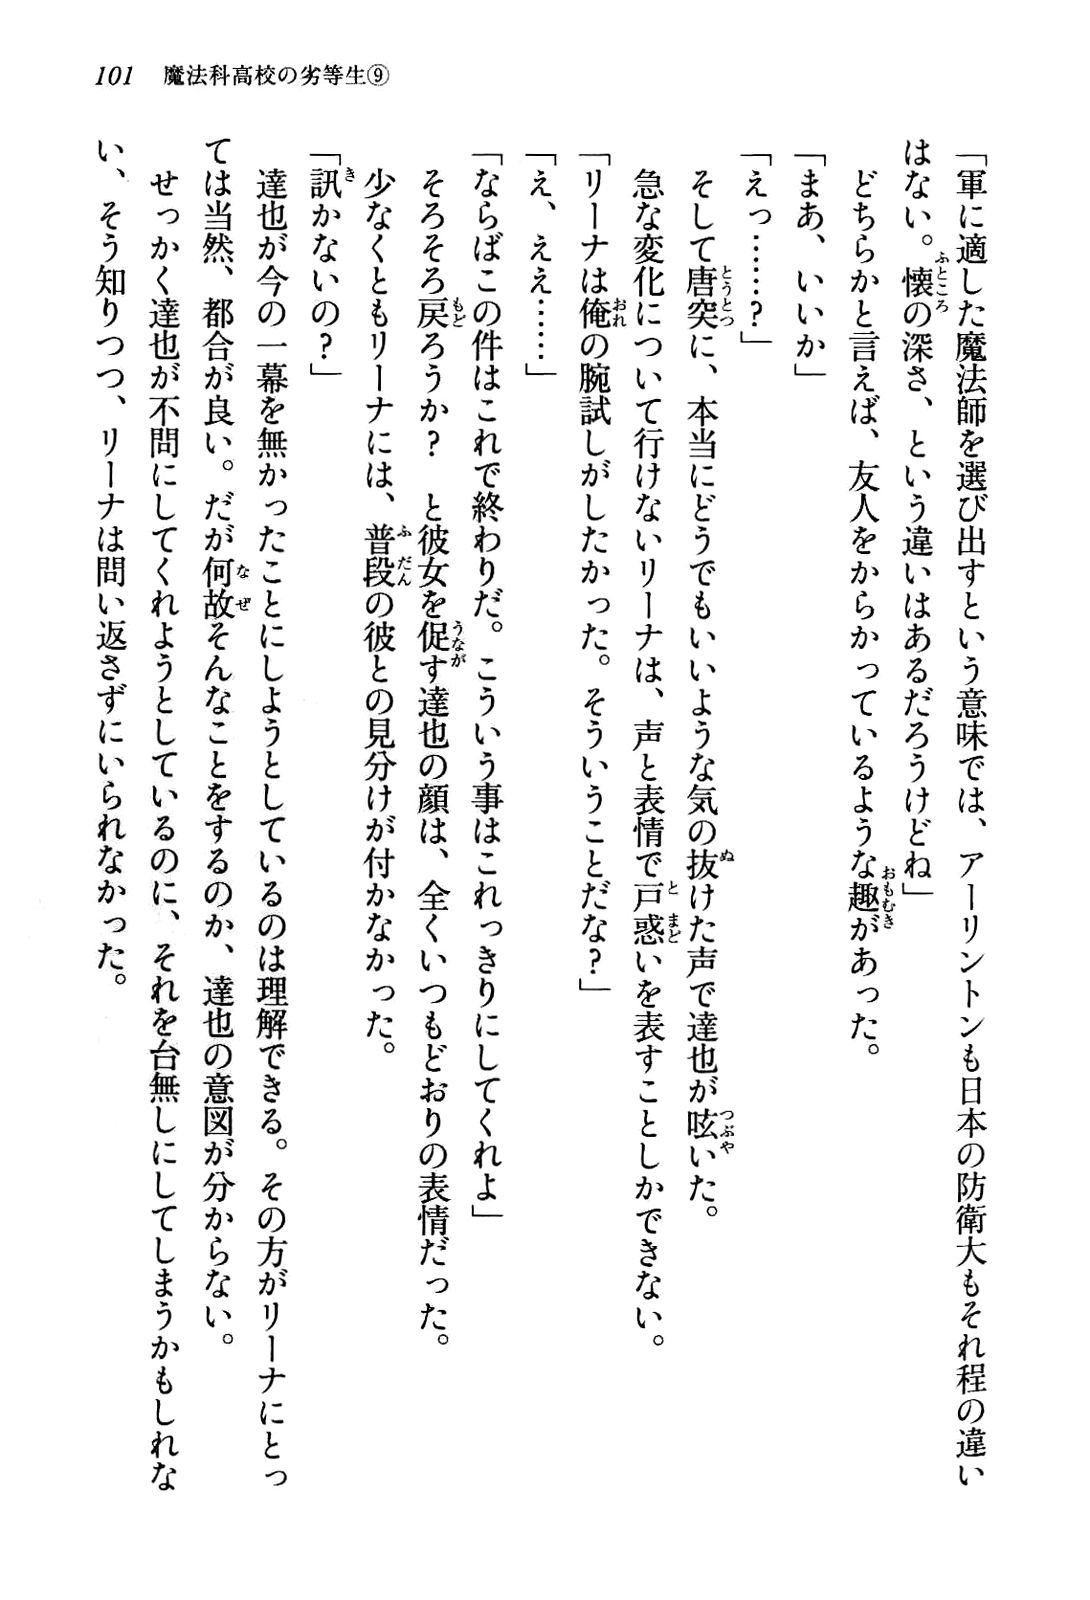 101 魔法科高校の劣等生⑨
「軍に適した魔法師を選び出すという意味では、アーリントンも日本の防衛大もそれ程の違い
はない。懐の深さ、という違いはあるだろうけどね」
どちらかと言えば、友人をからかっているような趣があった。
「まあ、いいか」
「えっ……？」
そして唐突に、本当にどうでもいいような気の抜けた声で達也が呟いた。
急な変化について行けないリーナは、声と表情で戸惑いを表すことしかできない。
「リーナは俺の腕試しがしたかった。そういうことだな？」
「え、ええ……」
「ならばこの件はこれで終わりだ。こういう事はこれっきりにしてくれよ」
そろそろ戻ろうか？　と彼女を促す達也の顔は、全くいつもどおりの表情だった。
少なくともリーナには、普段の彼との見分けが付かなかった。
「訊かないの？」
達也が今の一幕を無かったことにしようとしているのは理解できる。その方がリーナにとっ
ては当然、都合が良い。だが何故そんなことをするのか、達也の意図が分からない。
せっかく達也が不問にしてくれようとしているのに、それを台無しにしてしまうかもしれな
い、そう知りつつ、リーナは問い返さずにいられなかった。